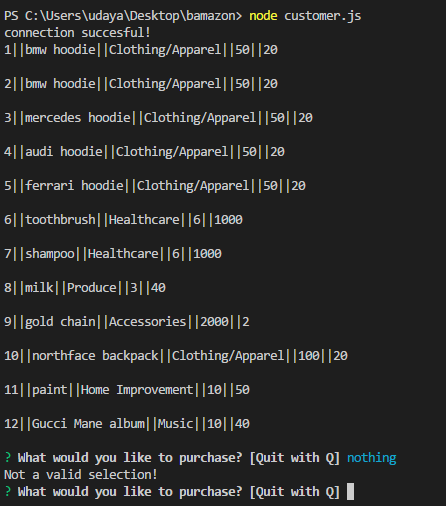 PS C:\Users\udaya\Desktop\bamazon> node customer.js
connection succesful!
1||bmw hoodie||Clothing/Apparel||50||20
2||bmw hoodie||Clothing/Apparel||50||20
3||mercedes hoodie||Clothing/Apparel||50||20
4||audi hoodie||Clothing/Apparel||50||20
5||ferrari hoodie||Clothing/Apparel||50||20
6||toothbrush||Healthcare||6||1000
7||shampoo||Healthcare||6||1000
8||milk||Produce||3||40
9||gold chain||Accessories||2000||2
10||northface backpack||Clothing/Apparel||100||20
11||paint||Home Improvement||10||50
12||Gucci Mane album||Music||10||40
? What would you like to purchase? [Quit with Q] nothing
Not a valid selection!
? What would you like to purchase? [Quit with Q]